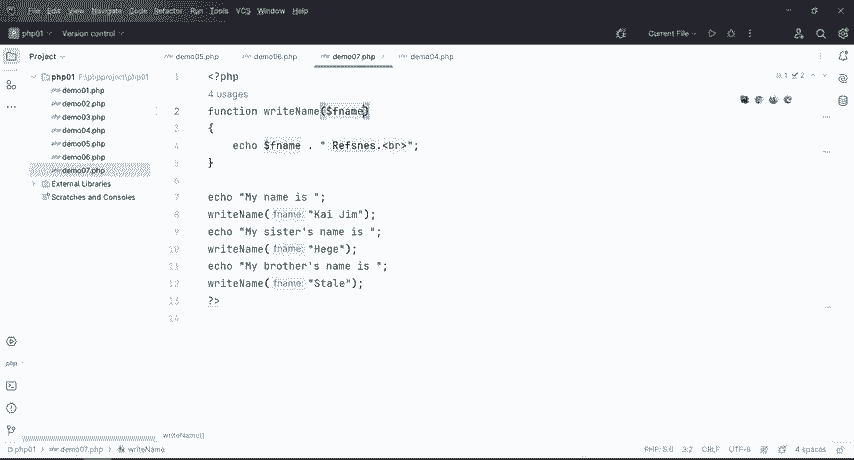 File Edit View Navigate Code Refactor Run Tools VCS Window Help
P php01 Version control Current File
Project demo05.php demo06.php demo07.php demo04.php
php01 F:\phpproject\php01
demo01.php
demo02.php
demo03.php
demo04.php
demo05.php
demo06.php
demo07.php
External Libraries
Scratches and Consoles
1 <?php
4 usages
2 function writeName($fname)
3 {
4 echo $fname . " Refsnes.<br>";
5 }
6
7 echo "My name is ";
8 writeName( fname: "Kai Jim");
9 echo "My sister's name is ";
10 writeName( fname: "Hege");
11 echo "My brother's name is ";
12 writeName( fname: "Stale");
13 ?>
14
1 2
php
writeName()
php01 demo07.php writeName 3:2 CRLF UTF-8 4 spaces